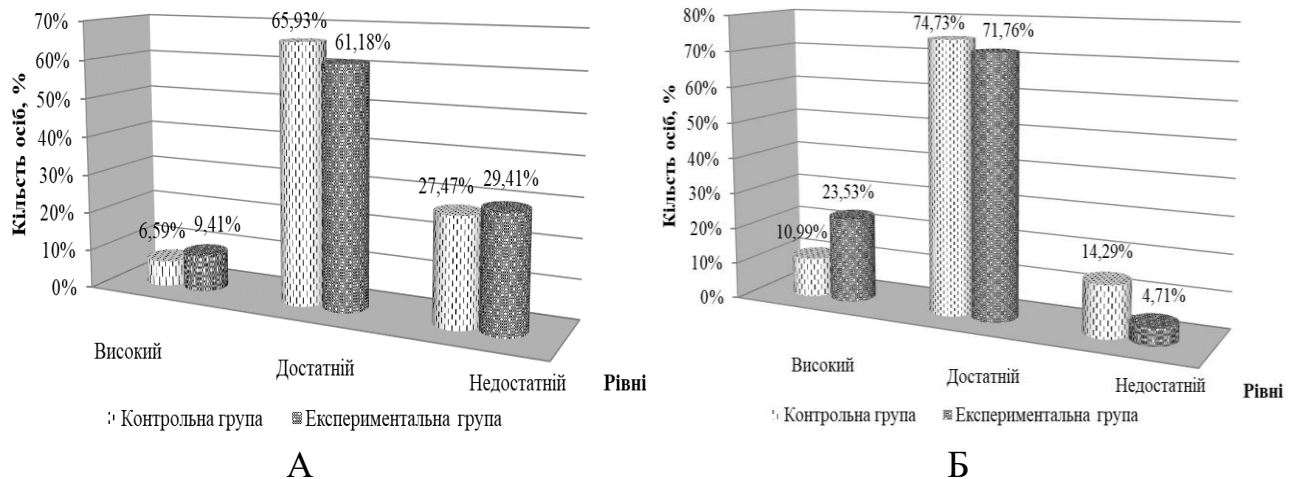 Кільсть осіб, %
70%
60%
50%
40%
30%
20%
10%
0%
6,59%
9,41%
65,93%
61,18%
27,47%
29,41%
Високий
Достатній
Недостатній
Рівні
Контрольна група
Експериментальна група
А
Кільсть осіб, %
80%
70%
60%
50%
40%
30%
20%
10%
0%
10,99%
23,53%
74,73%
71,76%
14,29%
4,71%
Високий
Достатній
Недостатній
Рівні
Контрольна група
Експериментальна група
Б